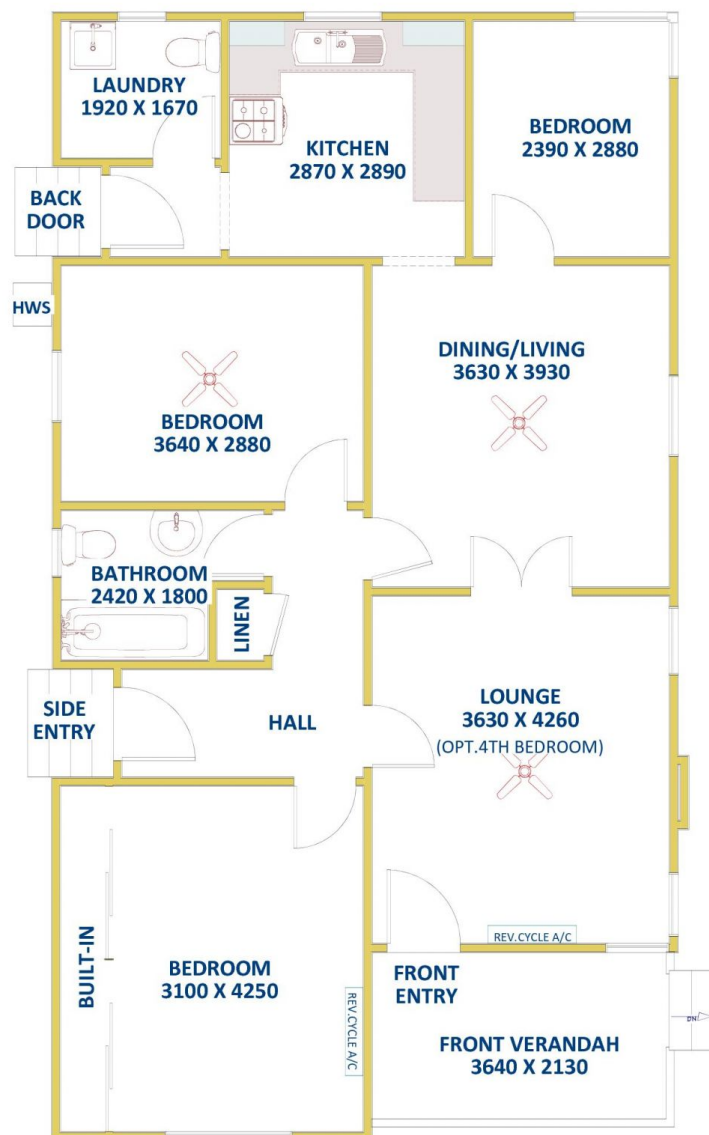 LAUNDRY
1920 X 1670
KITCHEN
2870 X 2890
BEDROOM
2390 X 2880
BACK
DOOR
HWS
BEDROOM
3640 X 2880
DINING/LIVING
3630 X 3930
BATHROOM
2420 X 1800
LINEN
SIDE
ENTRY
HALL
LOUNGE
3630 X 4260
(OPT.4TH BEDROOM)
REV.CYCLE A/C
BUILT-IN
BEDROOM
3100 X 4250
REV.CYCLE A/C
FRONT
ENTRY
FRONT VERANDAH
3640 X 2130
DN